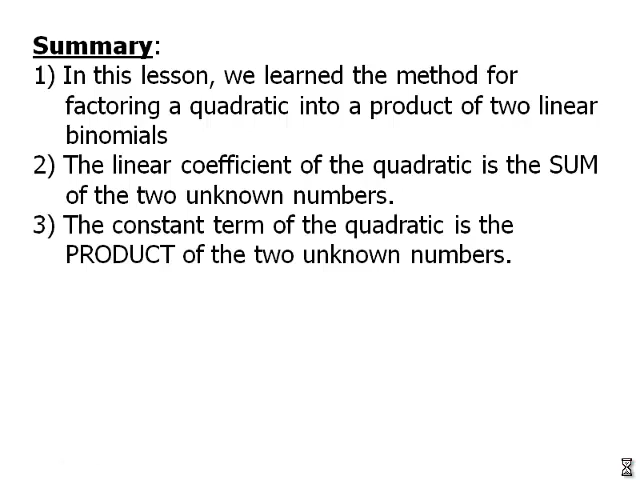 Summary:
1) In this lesson, we learned the method for
factoring a quadratic into a product of two linear
binomials
2) The linear coefficient of the quadratic is the SUM
of the two unknown numbers.
3) The constant term of the quadratic is the
PRODUCT of the two unknown numbers.